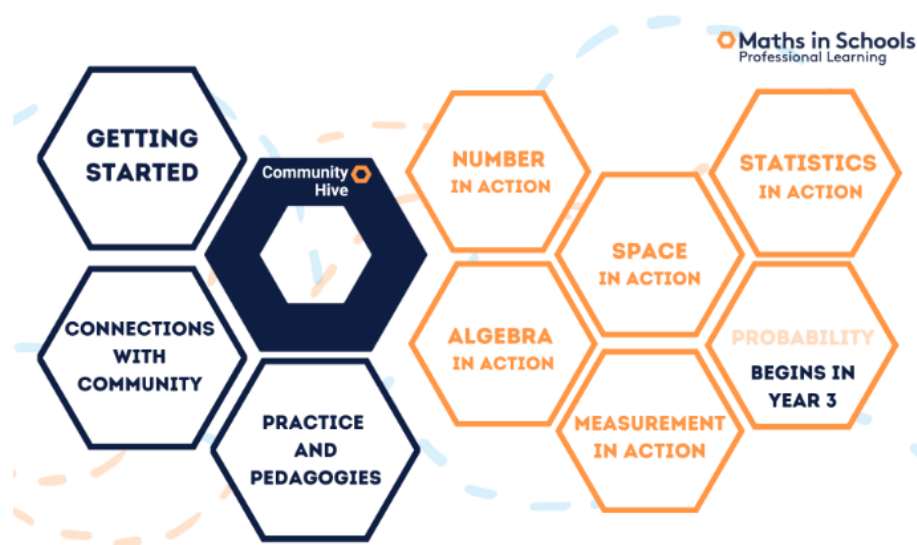 Maths in Schools
Professional Learning
GETTING
STARTED
Community
Hive
CONNECTIONS
WITH
COMMUNITY
PRACTICE
AND
PEDAGOGIES
NUMBER
IN ACTION
ALGEBRA
IN ACTION
SPACE
IN ACTION
MEASUREMENT
IN ACTION
STATISTICS
IN ACTION
PROBABILITY
BEGINS IN
YEAR 3